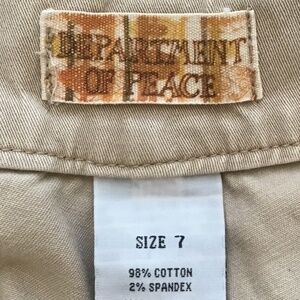 DEPARTMENT
OF PEACE
SIZE 7
98% COTTON
2% SPANDEX